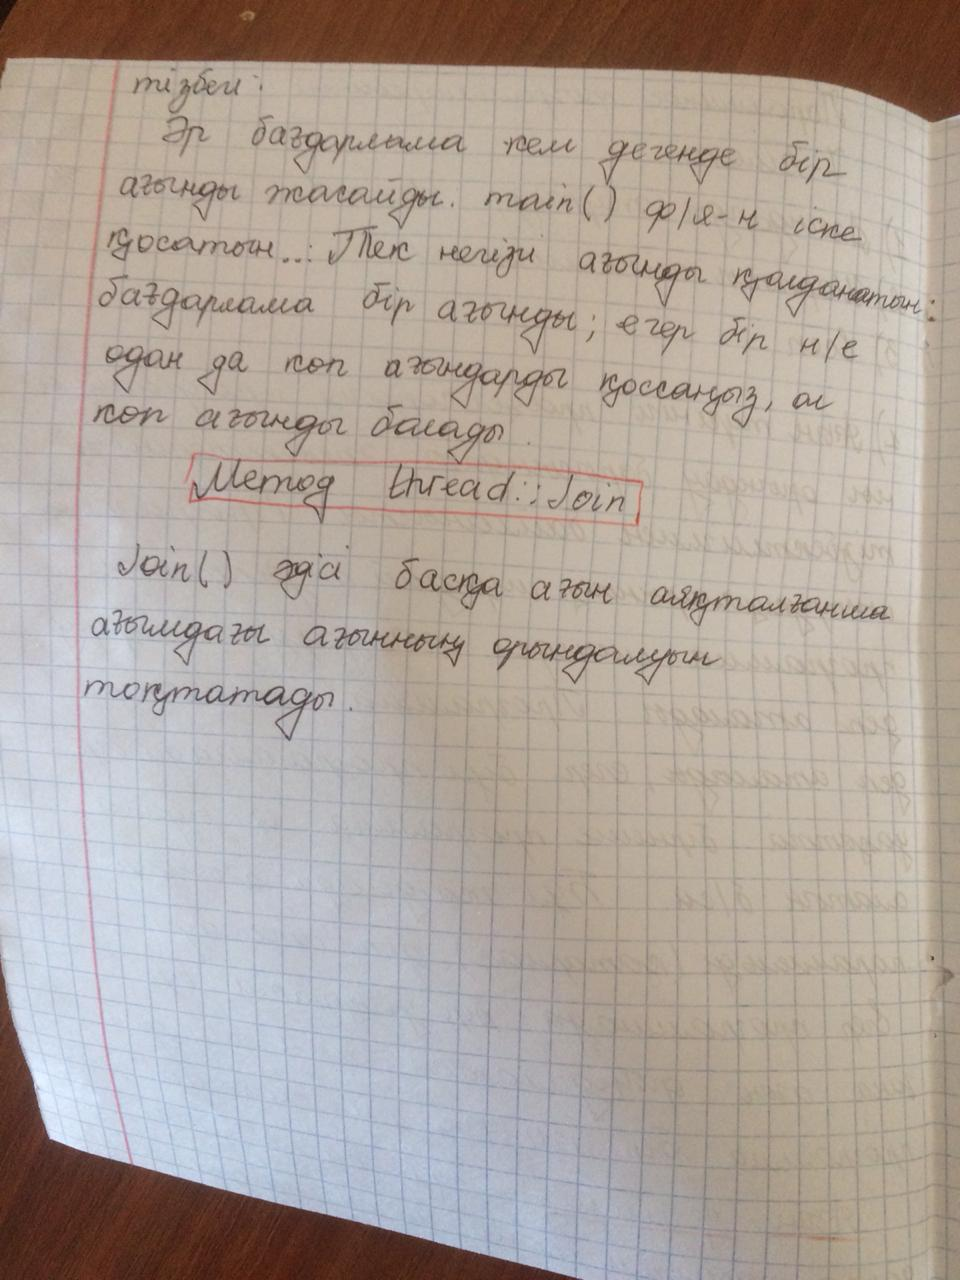 тізбегі:
Әр бағдарлама кем дегенде бір
ағынды жасайды. main() ф/я-н іске
қосатын...: Тек негізгі ағынды қолданатын:
бағдарлама бір ағынды; егер бір н/е
одан да көп ағындарды қоссаңыз, ол
көп ағынды болады.
Метод thread::Join
Join() әдісі басқа ағын аяқталғанша
ағымдағы ағынның орындалуын
тоқтатады.